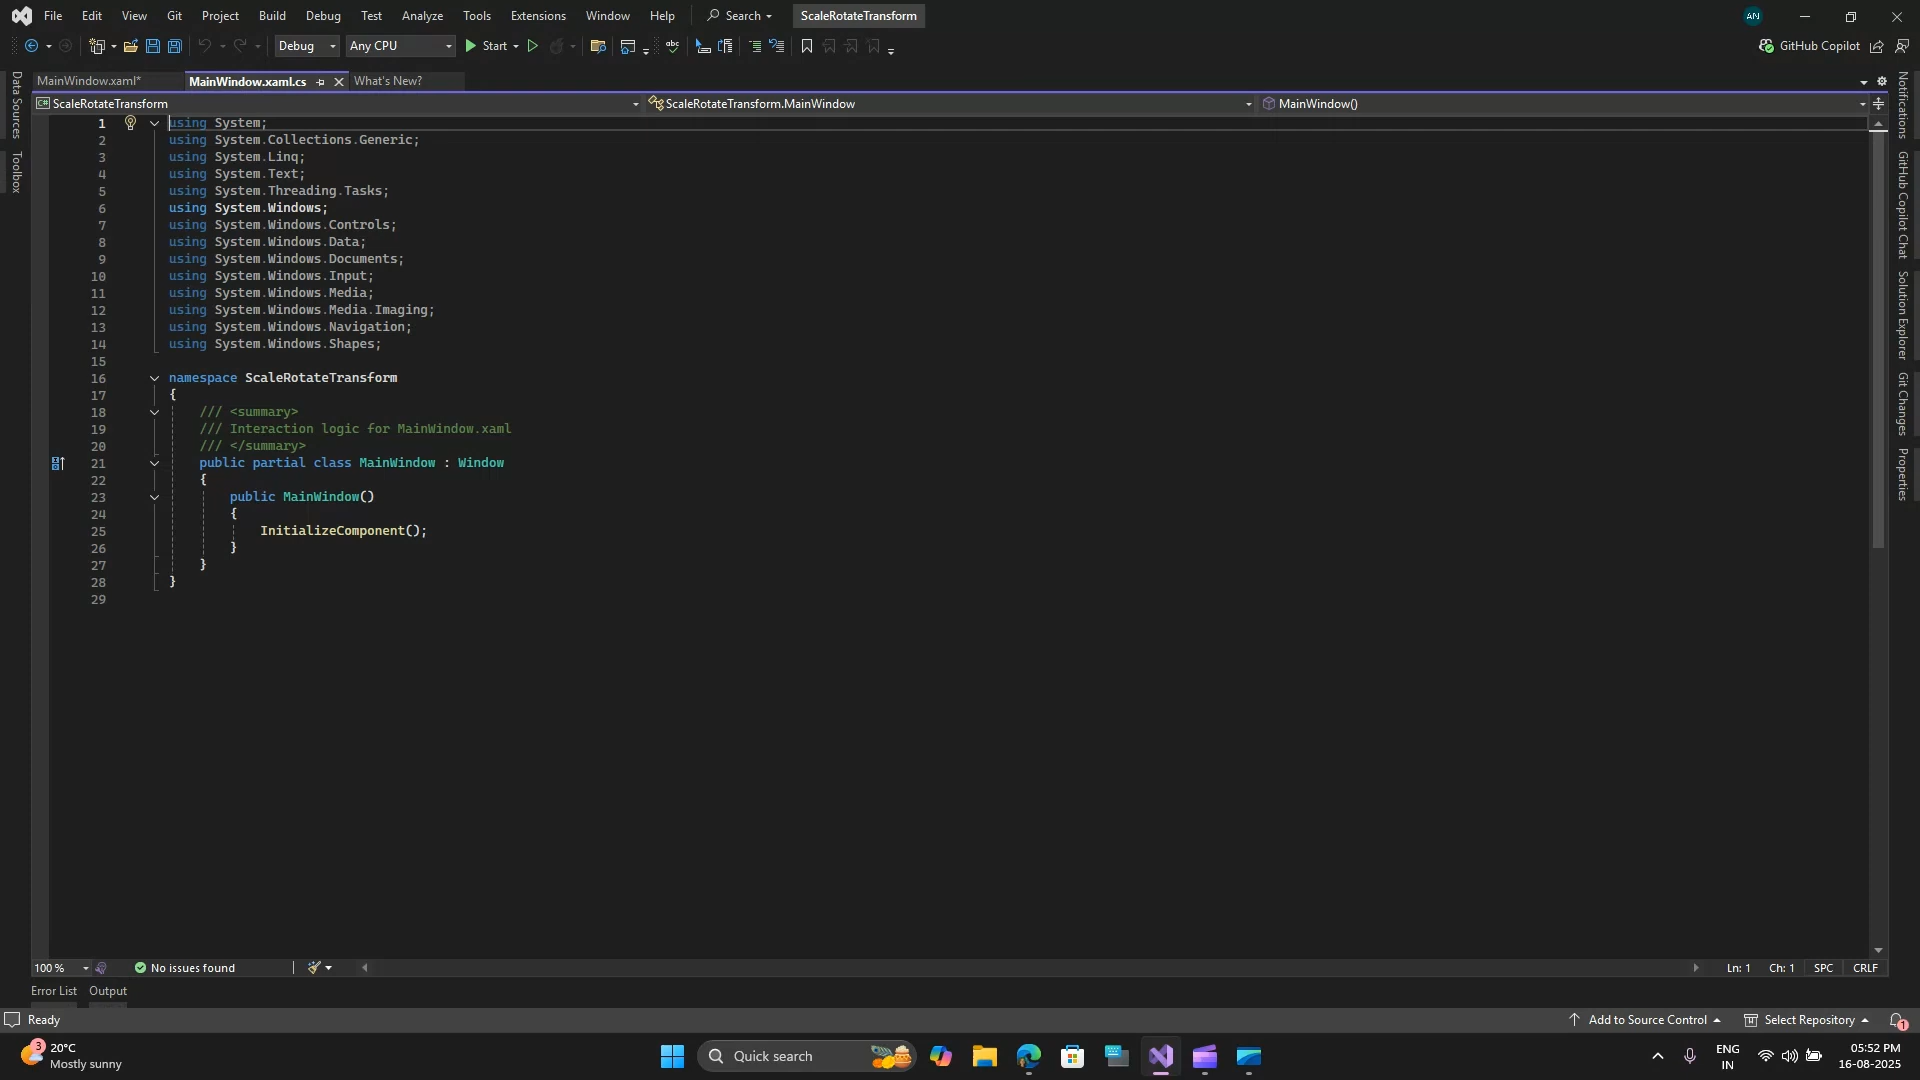 File Edit View Git Project Build Debug Test Analyze Tools Extensions Window Help Search ScaleRotateTransform AN
Debug Any CPU Start abc GitHub Copilot
MainWindow.xaml* MainWindow.xaml.cs What's New?
C# ScaleRotateTransform ScaleRotateTransform.MainWindow MainWindow()
Data Sources
Toolbox
1 using System;
2 using System.Collections.Generic;
3 using System.Linq;
4 using System.Text;
5 using System.Threading.Tasks;
6 using System.Windows;
7 using System.Windows.Controls;
8 using System.Windows.Data;
9 using System.Windows.Documents;
10 using System.Windows.Input;
11 using System.Windows.Media;
12 using System.Windows.Media.Imaging;
13 using System.Windows.Navigation;
14 using System.Windows.Shapes;
15
16 namespace ScaleRotateTransform
17 {
18 /// <summary>
19 /// Interaction logic for MainWindow.xaml
20 /// </summary>
21 public partial class MainWindow : Window
22 {
23 public MainWindow()
24 {
25 InitializeComponent();
26 }
27 }
28 }
29
Notifications
GitHub Copilot Chat
Solution Explorer
Git Changes
Properties
100 % No issues found Ln: 1 Ch: 1 SPC CRLF
Error List Output
Ready Add to Source Control Select Repository 1
3 20°C
Mostly sunny
Quick search
ENG
IN
05:52 PM
16-08-2025